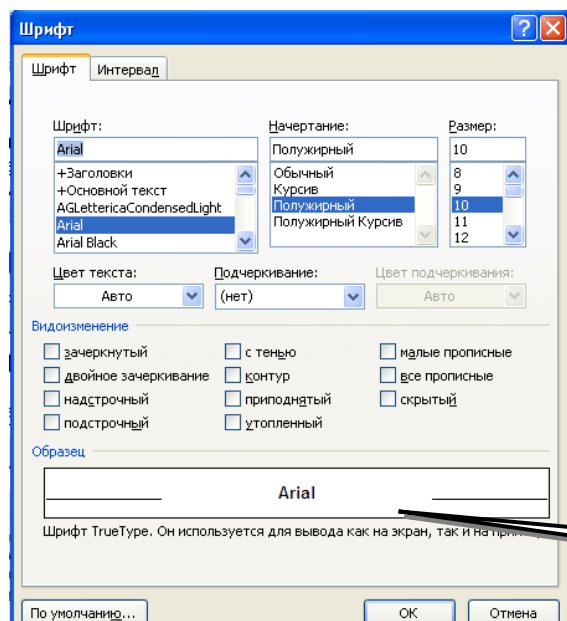 Шрифт
Шрифт Интервал
Шрифт: Начертание: Размер:
Arial Полужирный 10
+Заголовки Обычный 8
+Основной текст Курсив 9
AGLettericaCondensedLight Полужирный 10
Arial Полужирный Курсив 11
Arial Black 12
Цвет текста: Подчеркивание: Цвет подчеркивания:
Авто (нет) Авто
Видоизменение
зачеркнутый с тенью малые прописные
двойное зачеркивание контур все прописные
надстрочный приподнятый скрытый
подстрочный утопленный
Образец
Arial
Шрифт TrueType. Он используется для вывода как на экран, так и на
По умолчанию... ОК Отмена